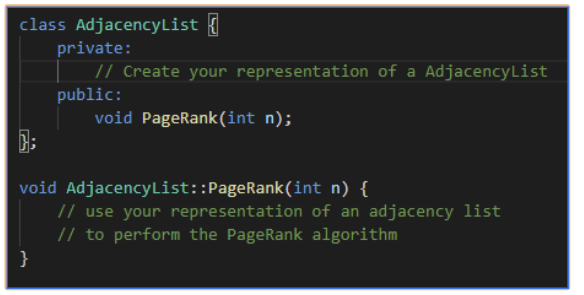 class AdjacencyList {
    private:
        // Create your representation of a AdjacencyList
    public:
        void PageRank(int n);
};

void AdjacencyList::PageRank(int n) {
    // use your representation of an adjacency list
    // to perform the PageRank algorithm
}